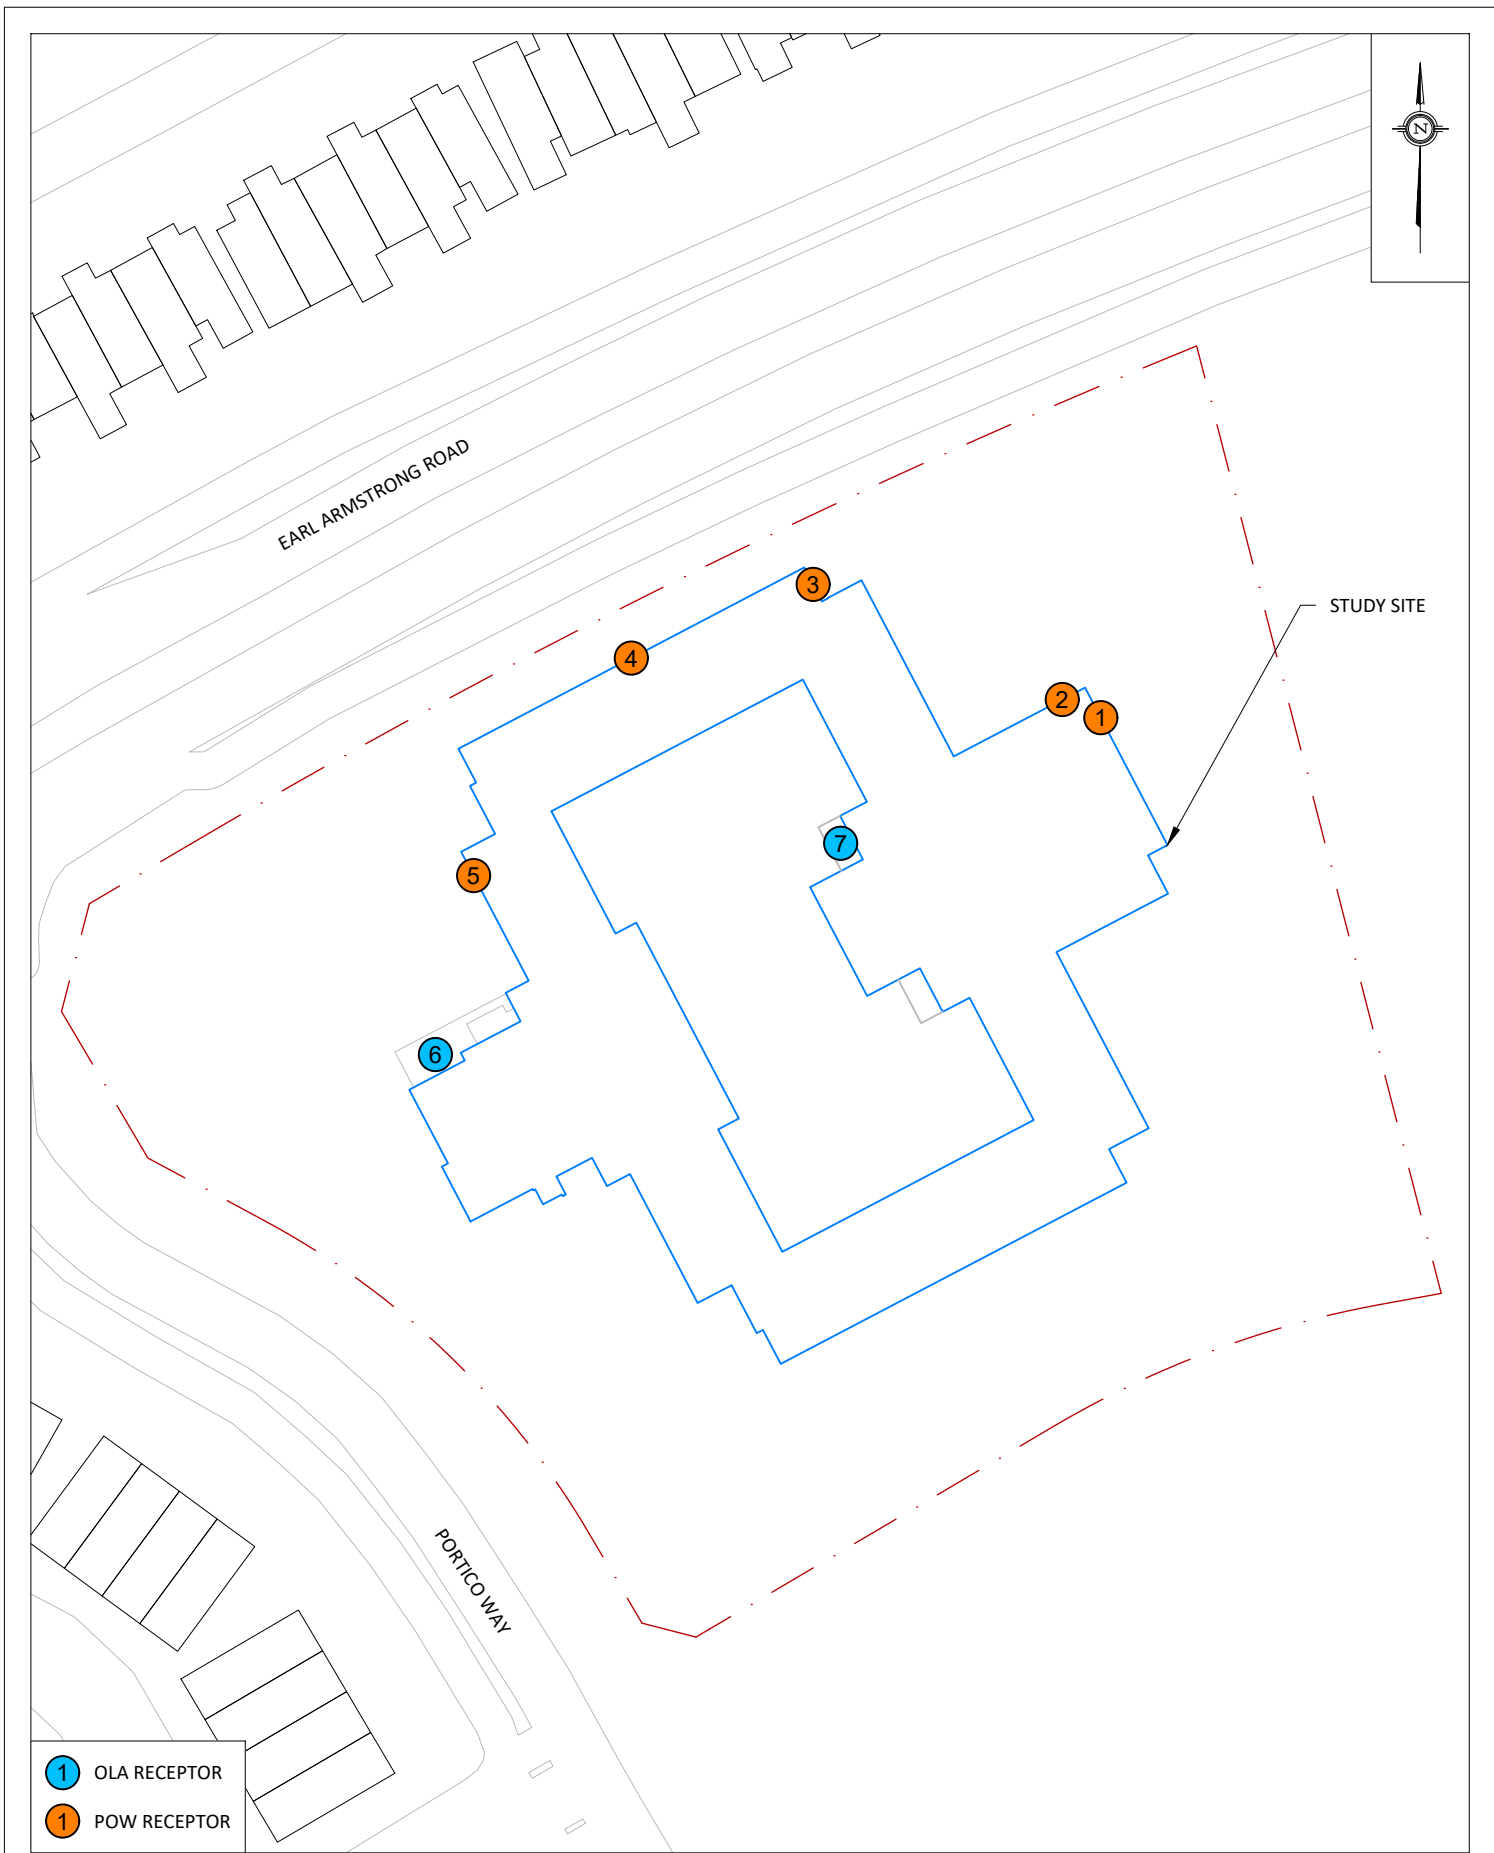 N
EARL ARMSTRONG ROAD
3
STUDY SITE
4
2
1
7
5
6
PORTICO WAY
1 OLA RECEPTOR
1 POW RECEPTOR